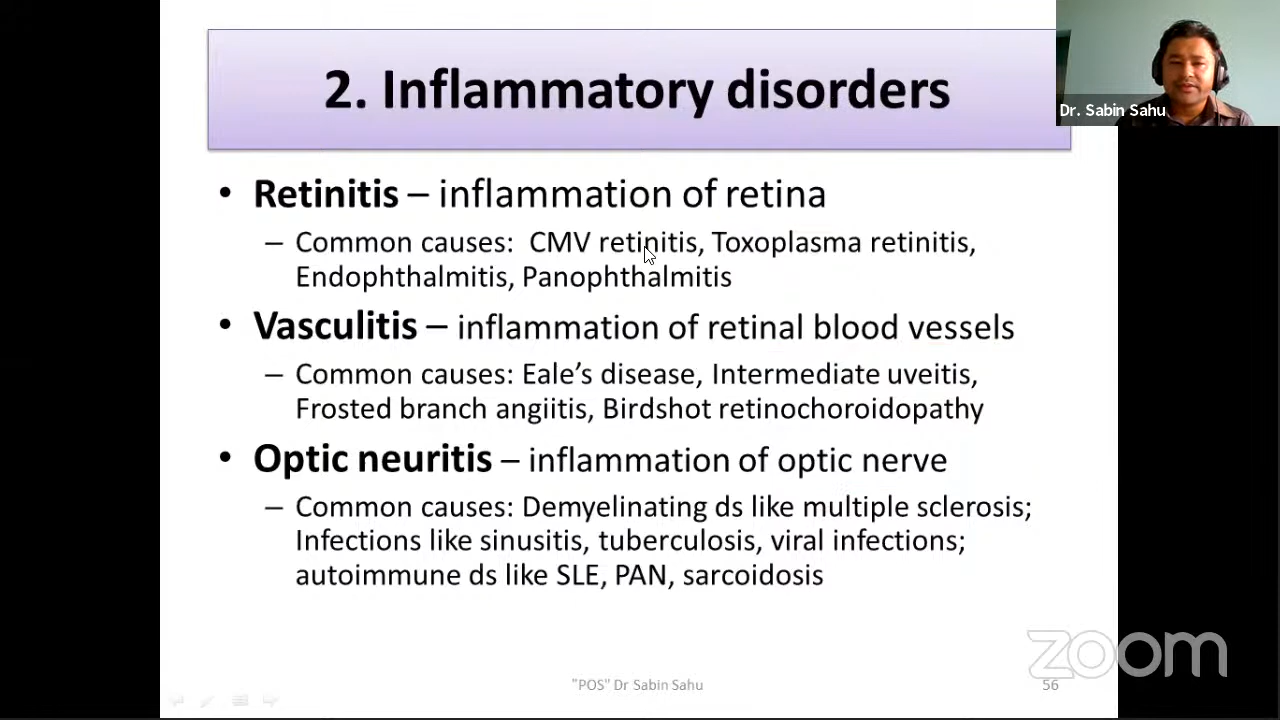 2. Inflammatory disorders
Dr. Sabin Sahu
• Retinitis – inflammation of retina
– Common causes: CMV retinitis, Toxoplasma retinitis,
Endophthalmitis, Panophthalmitis
• Vasculitis – inflammation of retinal blood vessels
– Common causes: Eale’s disease, Intermediate uveitis,
Frosted branch angiitis, Birdshot retinochoroidopathy
• Optic neuritis – inflammation of optic nerve
– Common causes: Demyelinating ds like multiple sclerosis;
Infections like sinusitis, tuberculosis, viral infections;
autoimmune ds like SLE, PAN, sarcoidosis
zoom
"POS" Dr Sabin Sahu
56